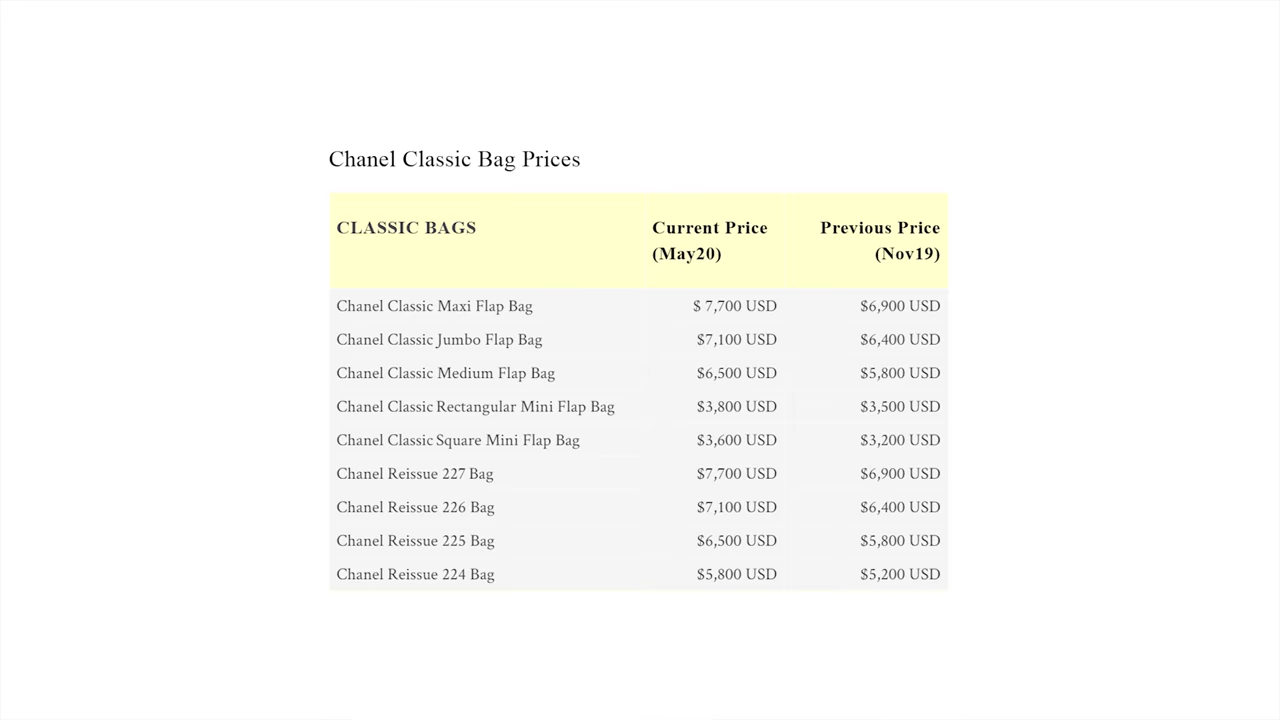 Chanel Classic Bag Prices
CLASSIC BAGS Current Price Previous Price
(May20) (Nov19)
Chanel Classic Maxi Flap Bag $ 7,700 USD $6,900 USD
Chanel Classic Jumbo Flap Bag $7,100 USD $6,400 USD
Chanel Classic Medium Flap Bag $6,500 USD $5,800 USD
Chanel Classic Rectangular Mini Flap Bag $3,800 USD $3,500 USD
Chanel Classic Square Mini Flap Bag $3,600 USD $3,200 USD
Chanel Reissue 227 Bag $7,700 USD $6,900 USD
Chanel Reissue 226 Bag $7,100 USD $6,400 USD
Chanel Reissue 225 Bag $6,500 USD $5,800 USD
Chanel Reissue 224 Bag $5,800 USD $5,200 USD